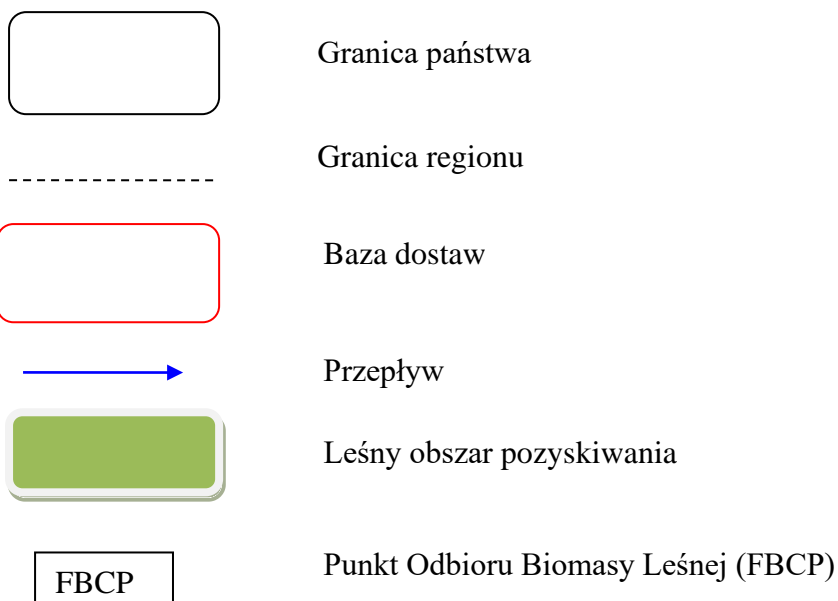 Granica państwa
Granica regionu
Baza dostaw
Przepływ
Leśny obszar pozyskiwania
FBCP
Punkt Odbioru Biomasy Leśnej (FBCP)